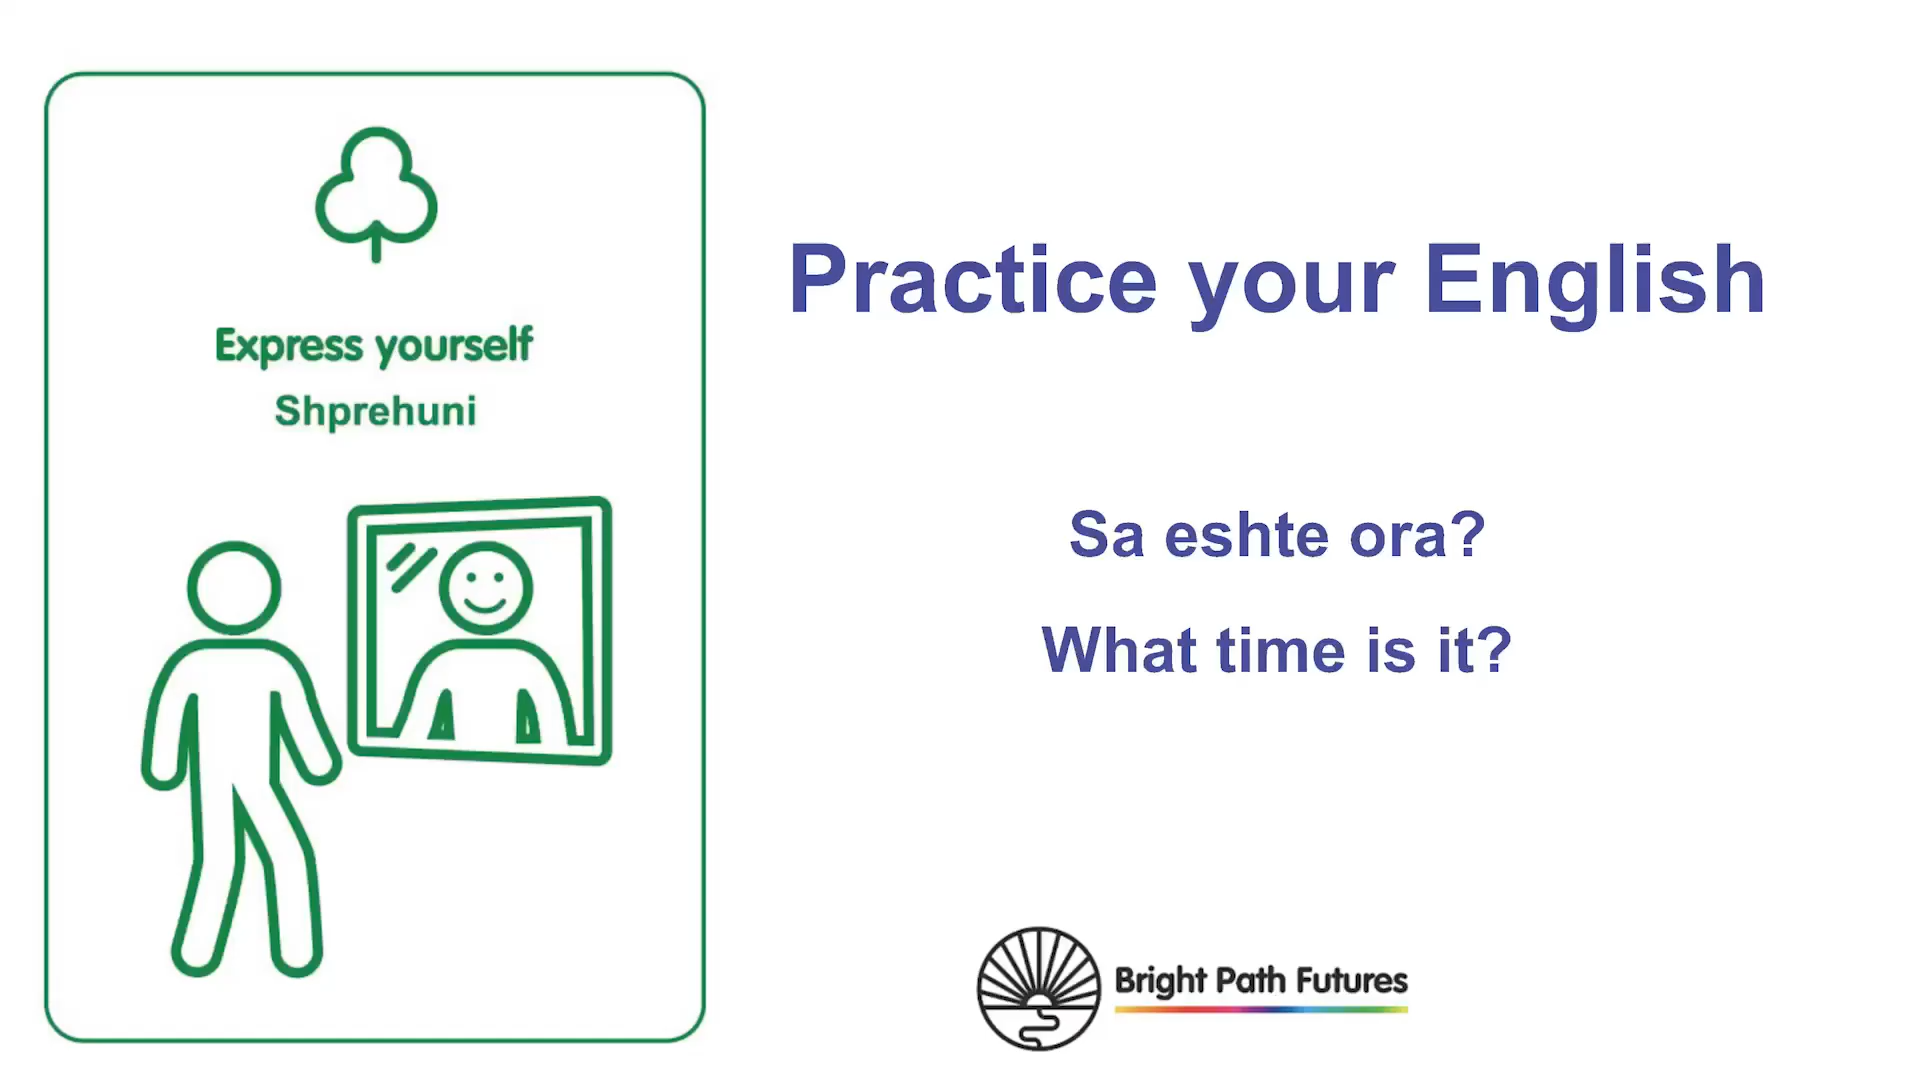 Express yourself
Shprehuni
Practice your English
Sa eshte ora?
What time is it?
Bright Path Futures